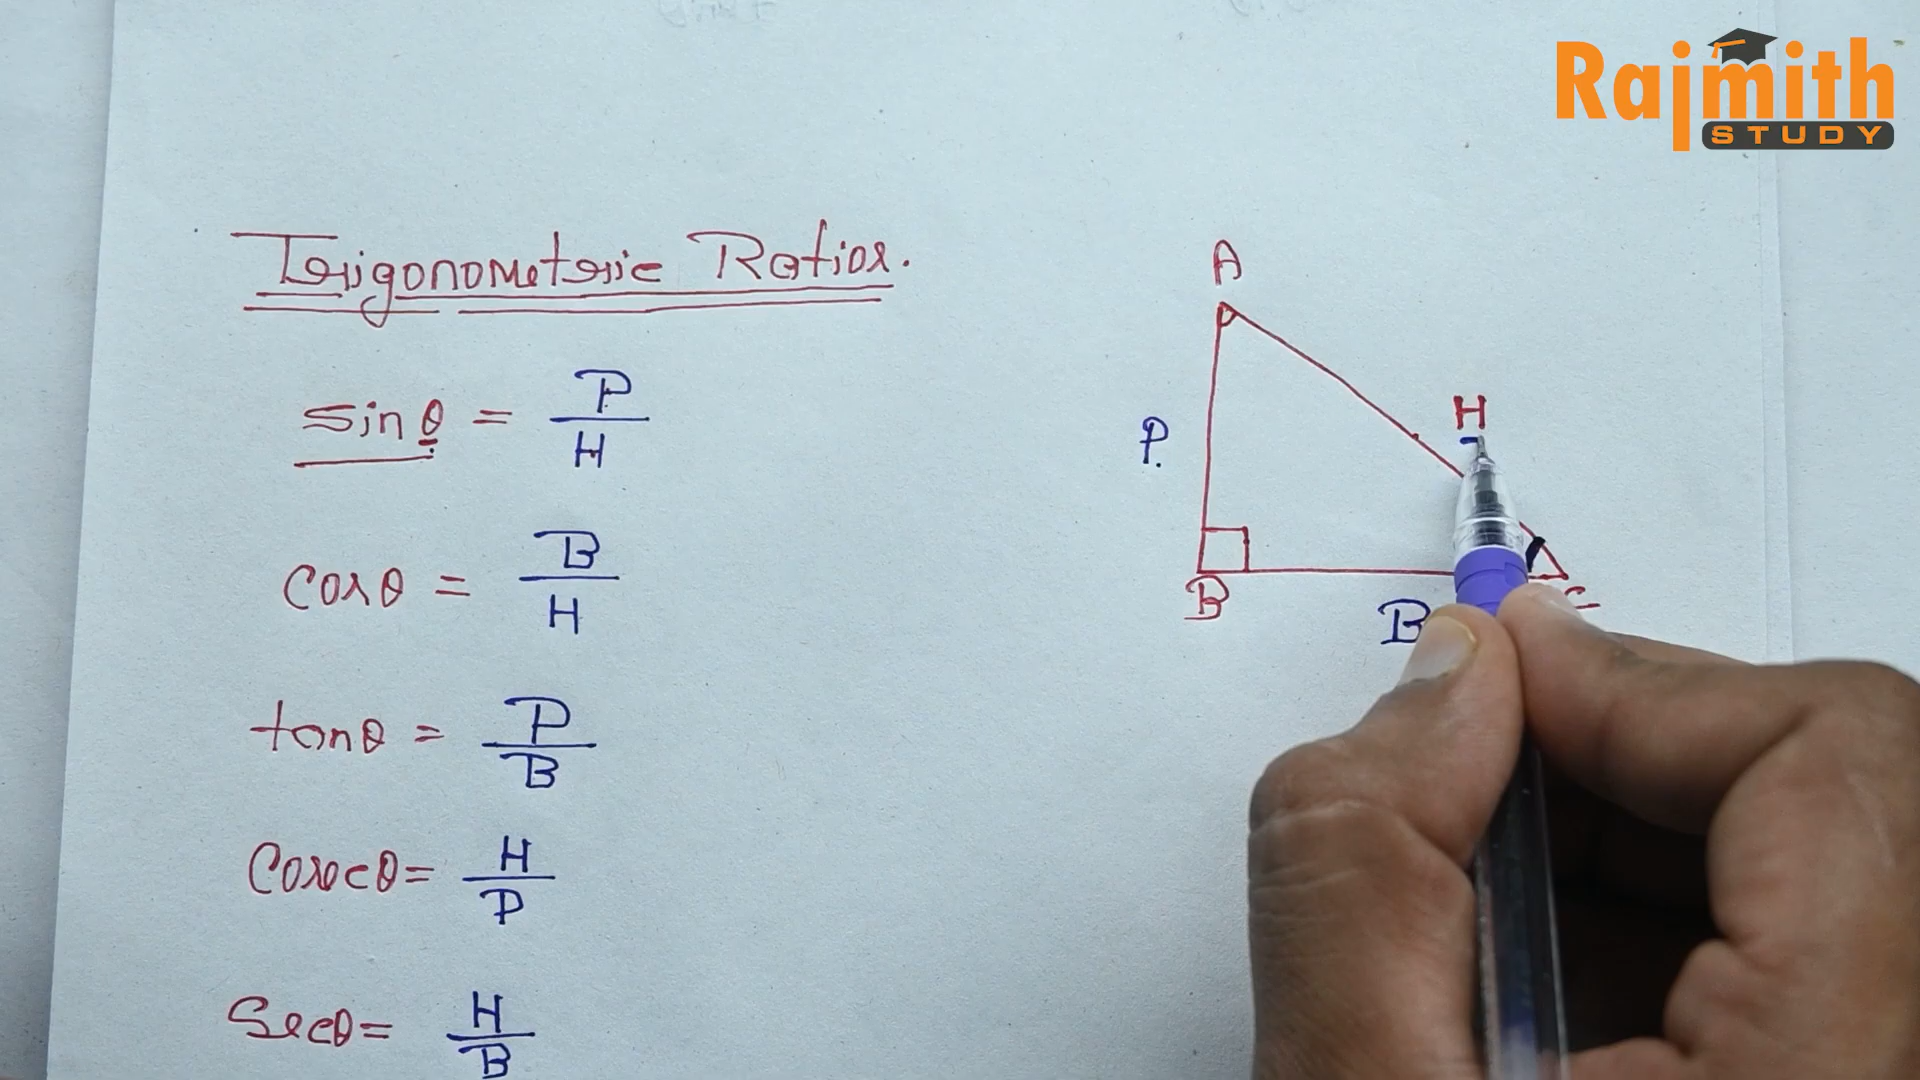 Rajmith
STUDY
Trigonometric Ratios.
sinθ = P/H
cosθ = B/H
tanθ = P/B
Cosecθ = H/P
Secθ = H/B
A
H
P.
B
C
B